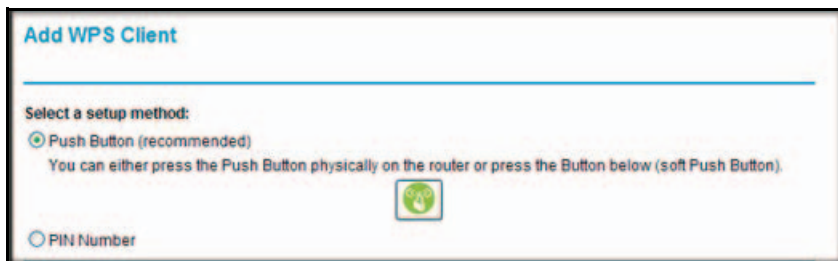 Add WPS Client
Select a setup method:
Push Button (recommended)
You can either press the Push Button physically on the router or press the Button below (soft Push Button).
PIN Number